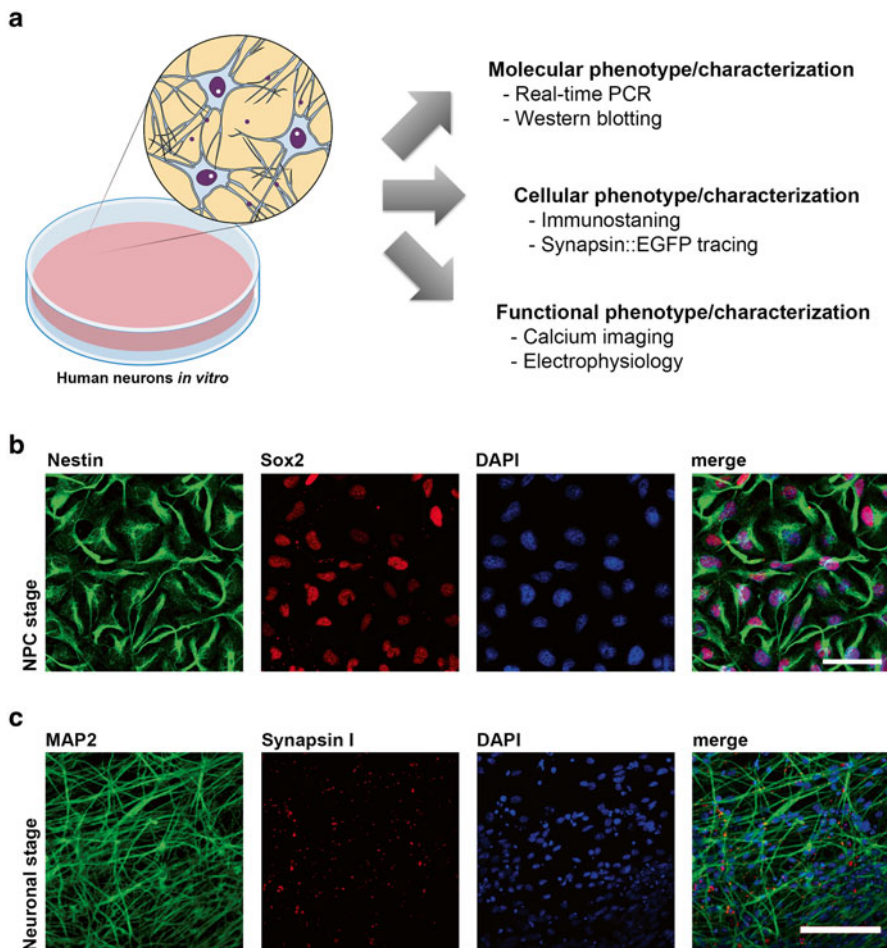 a
Molecular phenotype/characterization
- Real-time PCR
- Western blotting
Cellular phenotype/characterization
- Immunostaning
- Synapsin::EGFP tracing
Functional phenotype/characterization
- Calcium imaging
- Electrophysiology
Human neurons in vitro
b
Nestin
Sox2
DAPI
merge
NPC stage
c
MAP2
Synapsin I
DAPI
merge
Neuronal stage